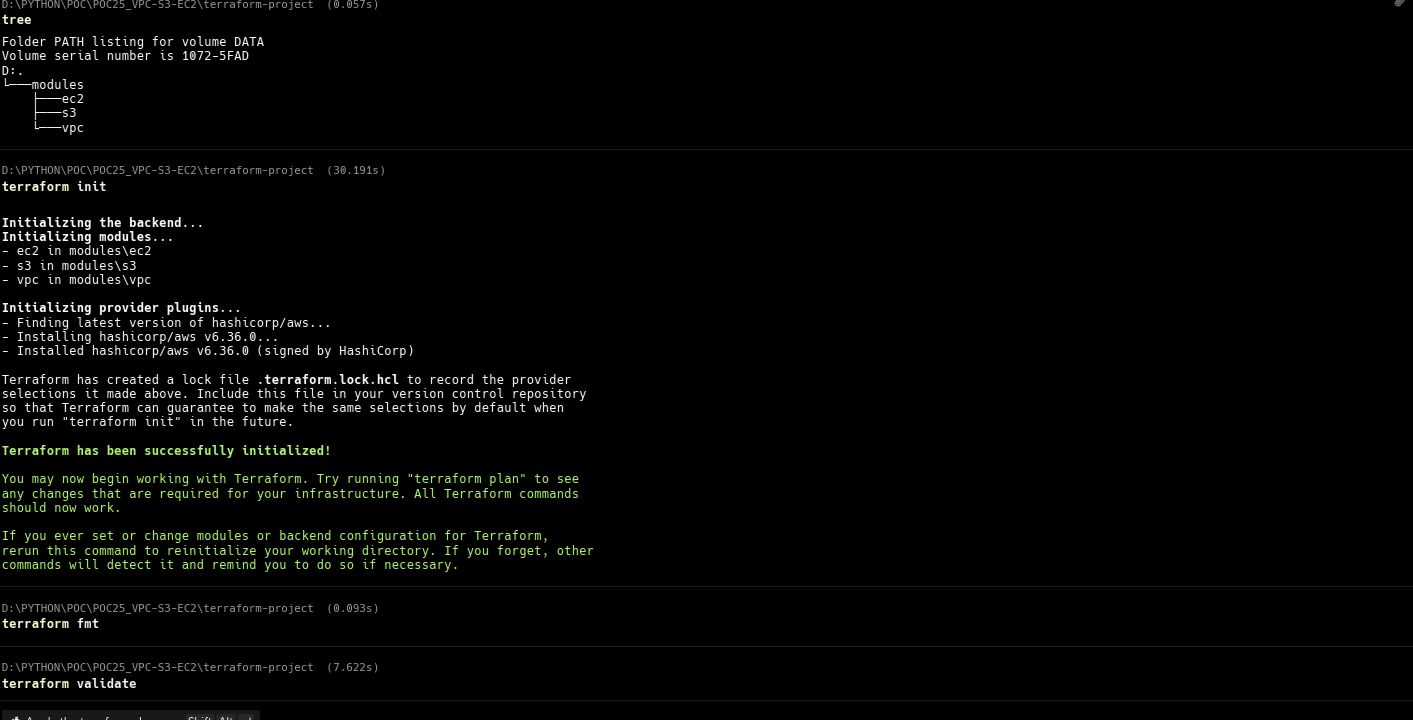 D:\PYTHON\POC\POC25_VPC-S3-EC2\terraform-project (0.057s)
tree
Folder PATH listing for volume DATA
Volume serial number is 1072-5FAD
D:.
└───modules
    ├───ec2
    ├───s3
    └───vpc
D:\PYTHON\POC\POC25_VPC-S3-EC2\terraform-project (30.191s)
terraform init
Initializing the backend...
Initializing modules...
- ec2 in modules\ec2
- s3 in modules\s3
- vpc in modules\vpc
Initializing provider plugins...
- Finding latest version of hashicorp/aws...
- Installing hashicorp/aws v6.36.0...
- Installed hashicorp/aws v6.36.0 (signed by HashiCorp)
Terraform has created a lock file .terraform.lock.hcl to record the provider
selections it made above. Include this file in your version control repository
so that Terraform can guarantee to make the same selections by default when
you run "terraform init" in the future.
Terraform has been successfully initialized!
You may now begin working with Terraform. Try running "terraform plan" to see
any changes that are required for your infrastructure. All Terraform commands
should now work.
If you ever set or change modules or backend configuration for Terraform,
rerun this command to reinitialize your working directory. If you forget, other
commands will detect it and remind you to do so if necessary.
D:\PYTHON\POC\POC25_VPC-S3-EC2\terraform-project (0.093s)
terraform fmt
D:\PYTHON\POC\POC25_VPC-S3-EC2\terraform-project (7.622s)
terraform validate